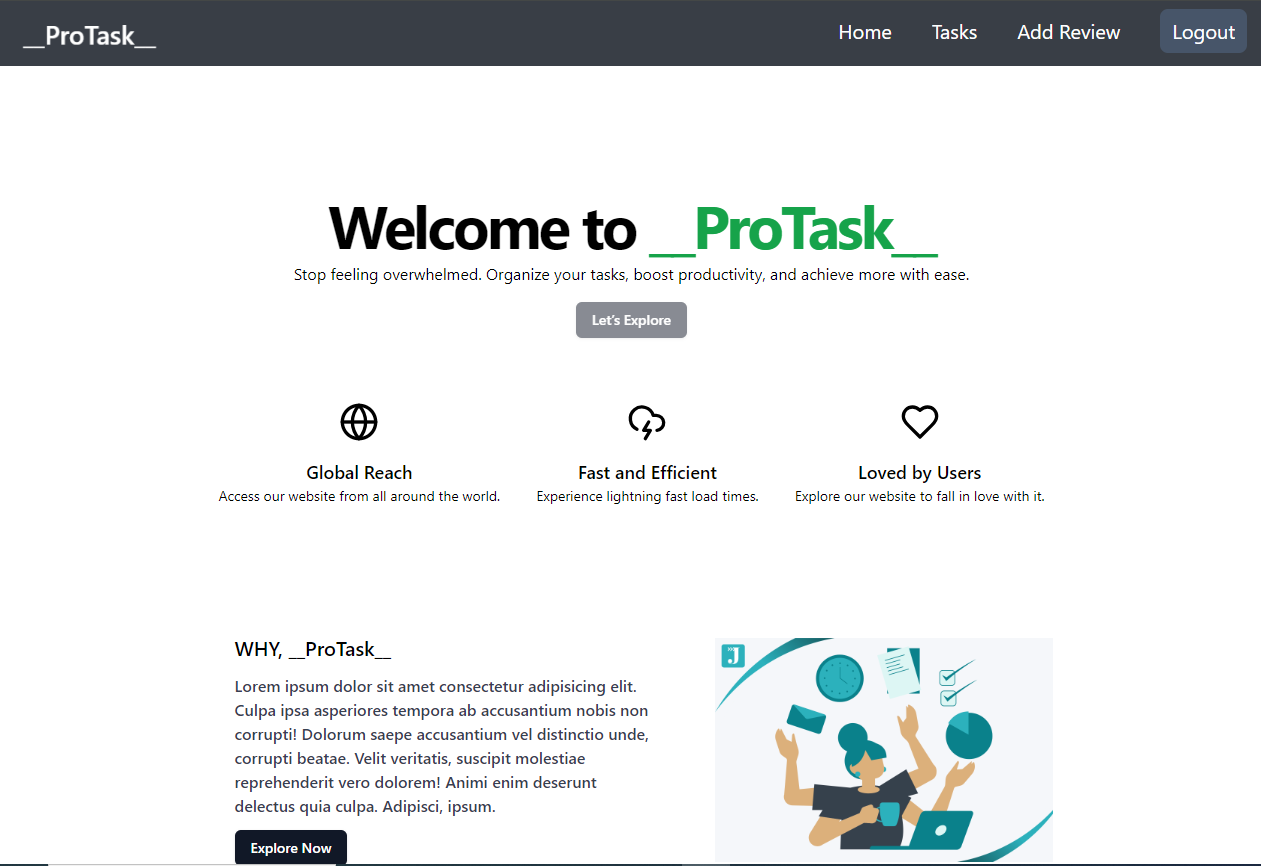 __ProTask__
Home
Tasks
Add Review
Logout
Welcome to __ProTask__
Stop feeling overwhelmed. Organize your tasks, boost productivity, and achieve more with ease.
Let’s Explore
Global Reach
Access our website from all around the world.
Fast and Efficient
Experience lightning fast load times.
Loved by Users
Explore our website to fall in love with it.
WHY, __ProTask__
Lorem ipsum dolor sit amet consectetur adipisicing elit.
Culpa ipsa asperiores tempora ab accusantium nobis non
corrupti! Dolorum saepe accusantium vel distinctio unde,
corrupti beatae. Velit veritatis, suscipit molestiae
reprehenderit vero dolorem! Animi enim deserunt
delectus quia culpa. Adipisci, ipsum.
Explore Now
J